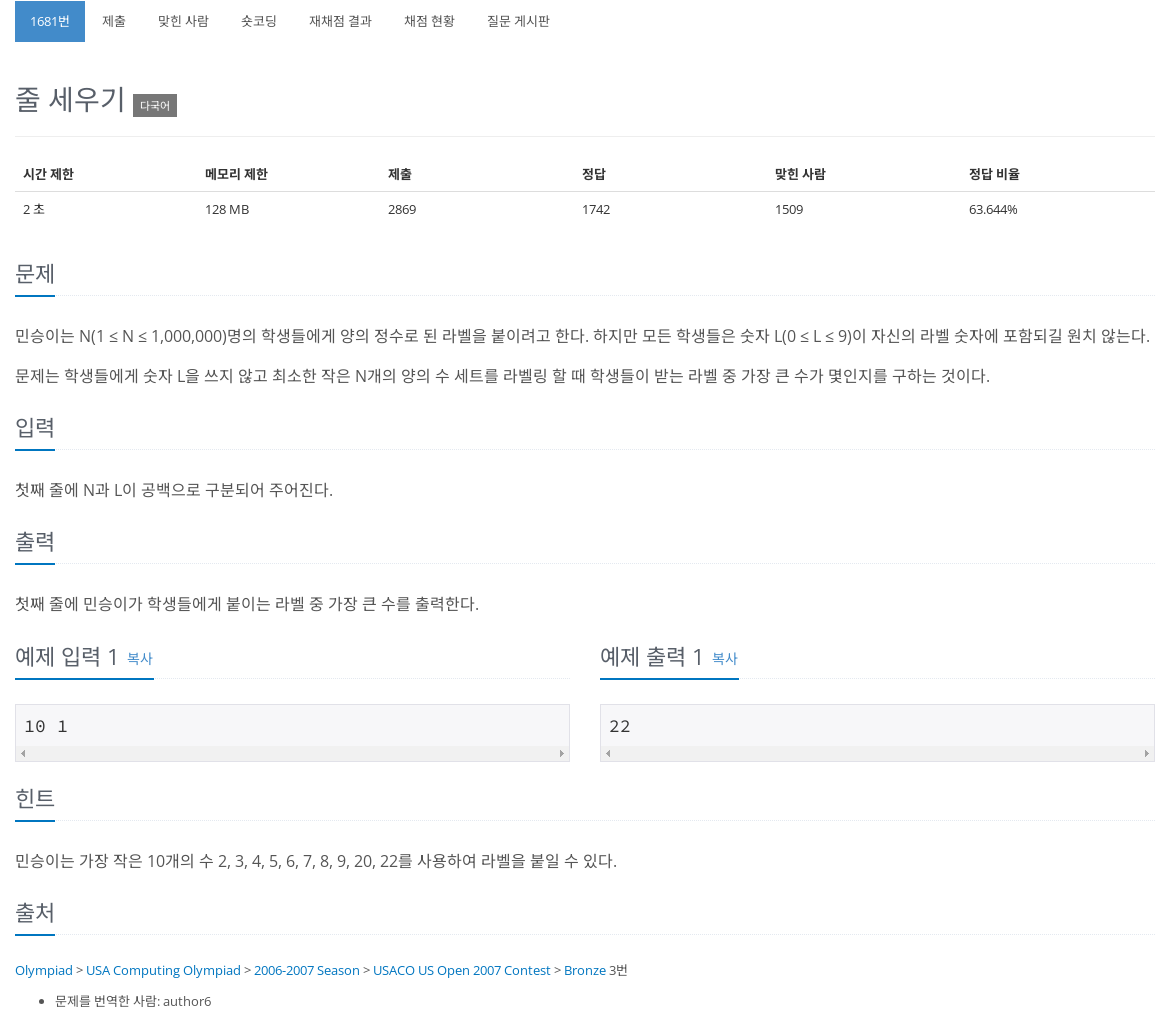 1681번 제출 맞힌 사람 숏코딩 재채점 결과 채점 현황 질문 게시판
줄 세우기 다국어
시간 제한 메모리 제한 제출 정답 맞힌 사람 정답 비율
2 초 128 MB 2869 1742 1509 63.644%
문제
민승이는 N(1 ≤ N ≤ 1,000,000)명의 학생들에게 양의 정수로 된 라벨을 붙이려고 한다. 하지만 모든 학생들은 숫자 L(0 ≤ L ≤ 9)이 자신의 라벨 숫자에 포함되길 원치 않는다.
문제는 학생들에게 숫자 L을 쓰지 않고 최소한 작은 N개의 양의 수 세트를 라벨링 할 때 학생들이 받는 라벨 중 가장 큰 수가 몇인지를 구하는 것이다.
입력
첫째 줄에 N과 L이 공백으로 구분되어 주어진다.
출력
첫째 줄에 민승이가 학생들에게 붙이는 라벨 중 가장 큰 수를 출력한다.
예제 입력 1 복사
10 1
예제 출력 1 복사
22
힌트
민승이는 가장 작은 10개의 수 2, 3, 4, 5, 6, 7, 8, 9, 20, 22를 사용하여 라벨을 붙일 수 있다.
출처
Olympiad > USA Computing Olympiad > 2006-2007 Season > USACO US Open 2007 Contest > Bronze 3번
• 문제를 번역한 사람: author6